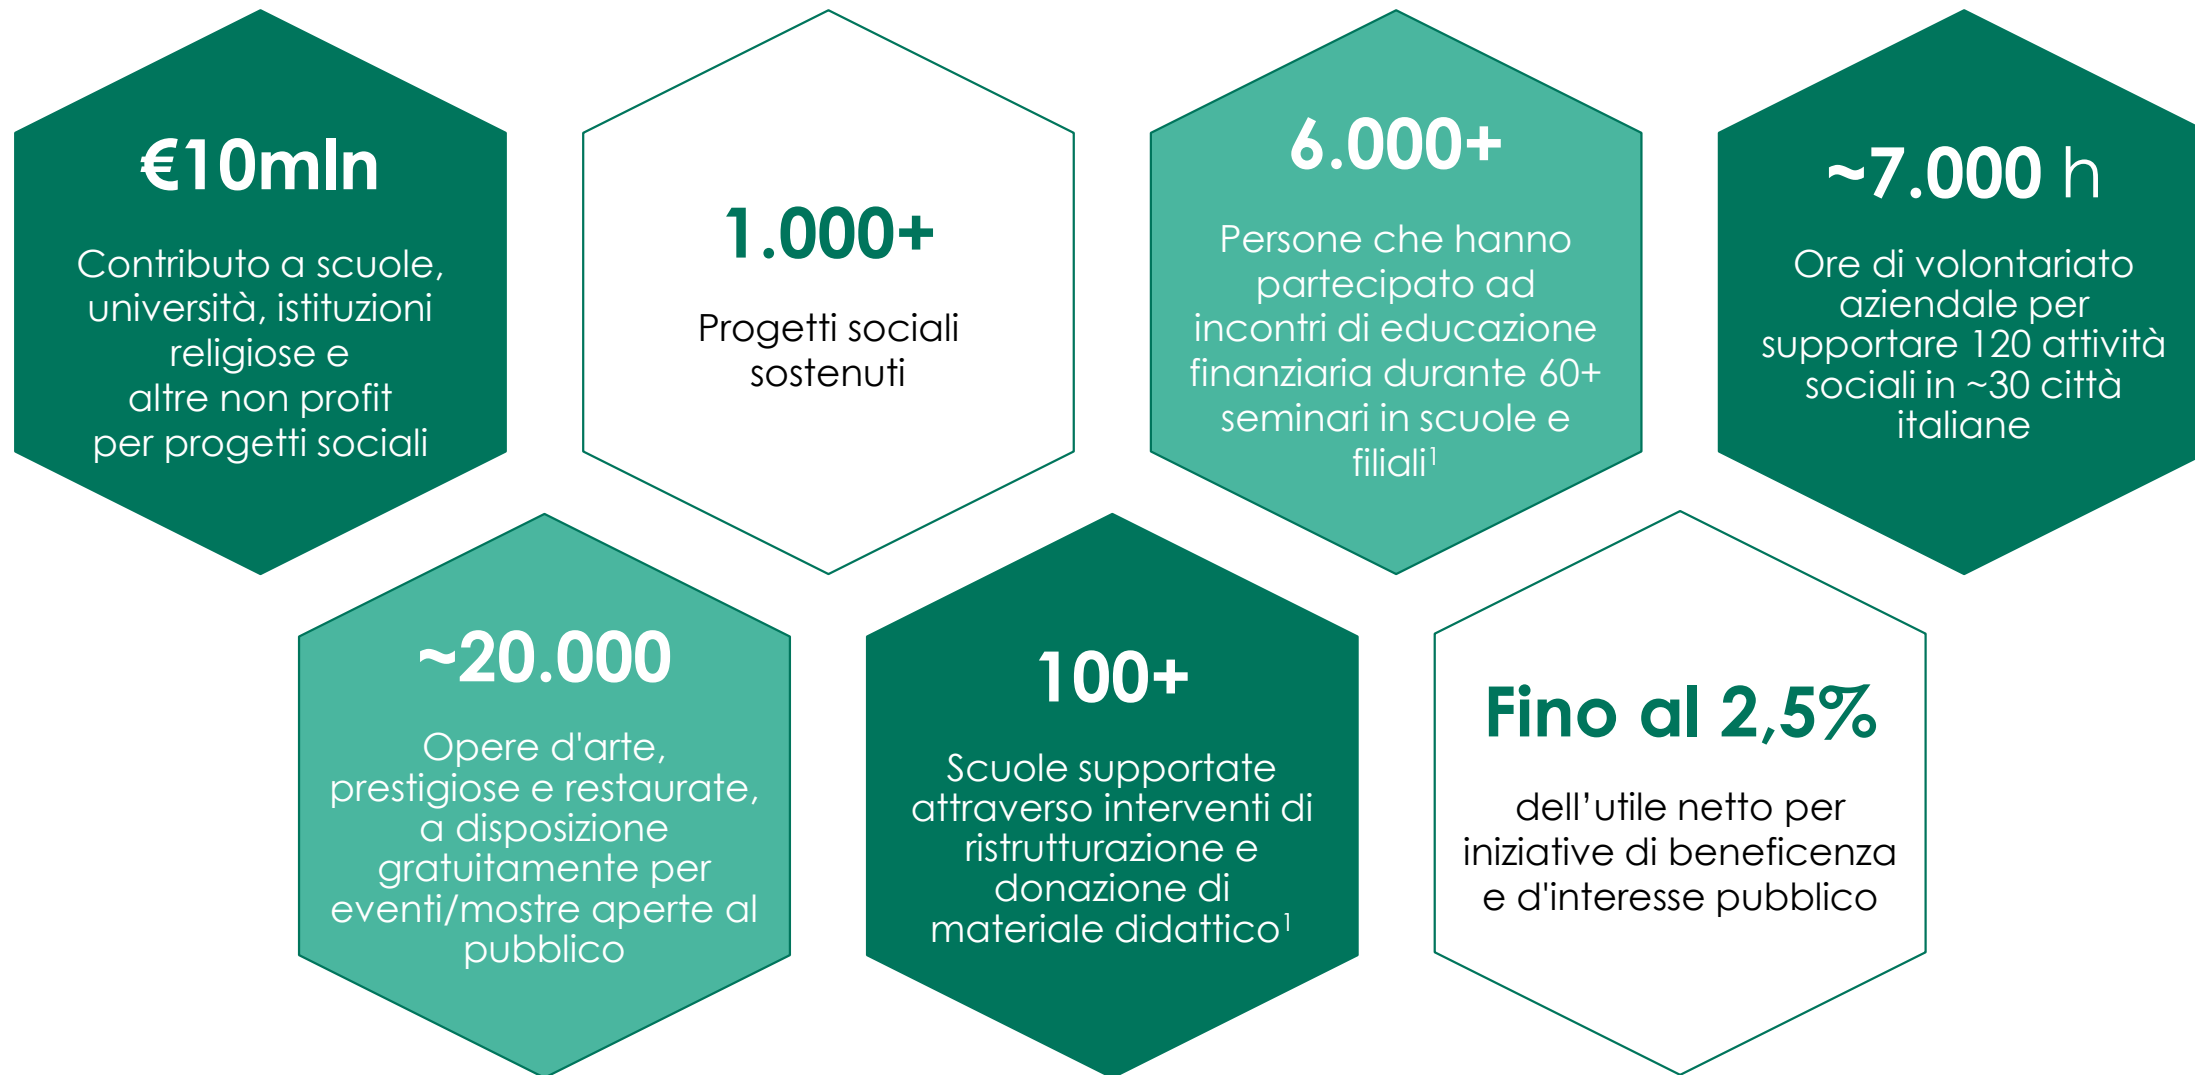 €10mln
Contributo a scuole,
università, istituzioni
religiose e
altre non profit
per progetti sociali
1.000+
Progetti sociali
sostenuti
6.000+
Persone che hanno
partecipato ad
incontri di educazione
finanziaria durante 60+
seminari in scuole e
filiali¹
~7.000 h
Ore di volontariato
aziendale per
supportare 120 attività
sociali in ~30 città
italiane
~20.000
Opere d'arte,
prestigiose e restaurate,
a disposizione
gratuitamente per
eventi/mostre aperte al
pubblico
100+
Scuole supportate
attraverso interventi di
ristrutturazione e
donazione di
materiale didattico¹
Fino al 2,5%
dell’utile netto per
iniziative di beneficenza
e d'interesse pubblico